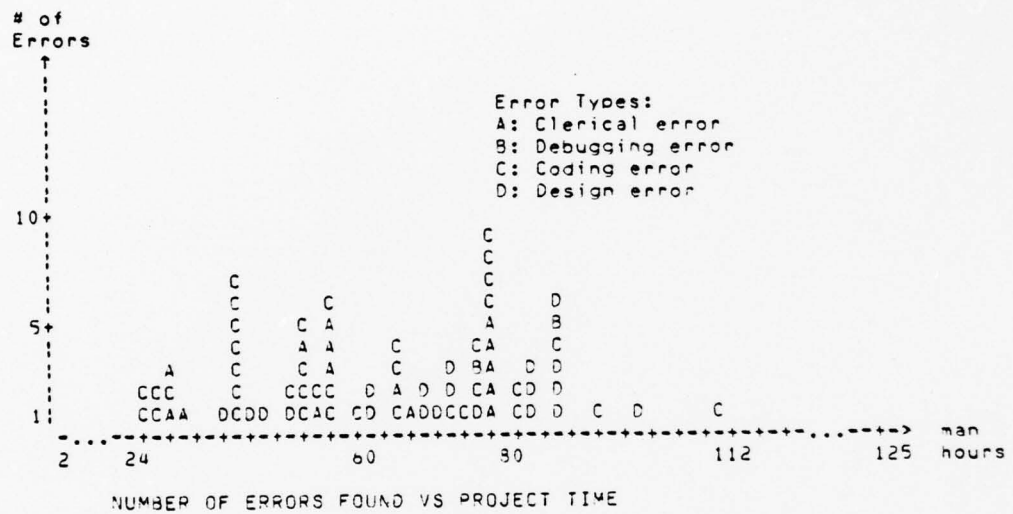 # of
Errors
Error Types:
A: Clerical error
B: Debugging error
C: Coding error
D: Design error
10+
C
C
C C
C C C D
5+ C C A A B
C A A C CA C
A C C A C D BA D D
CCC C CCCC D A D D CA CD D
1 CCAA DCDD DCAC CD CADDCCDA CD D C D C
man
2 24 60 80 112 125 hours
NUMBER OF ERRORS FOUND VS PROJECT TIME